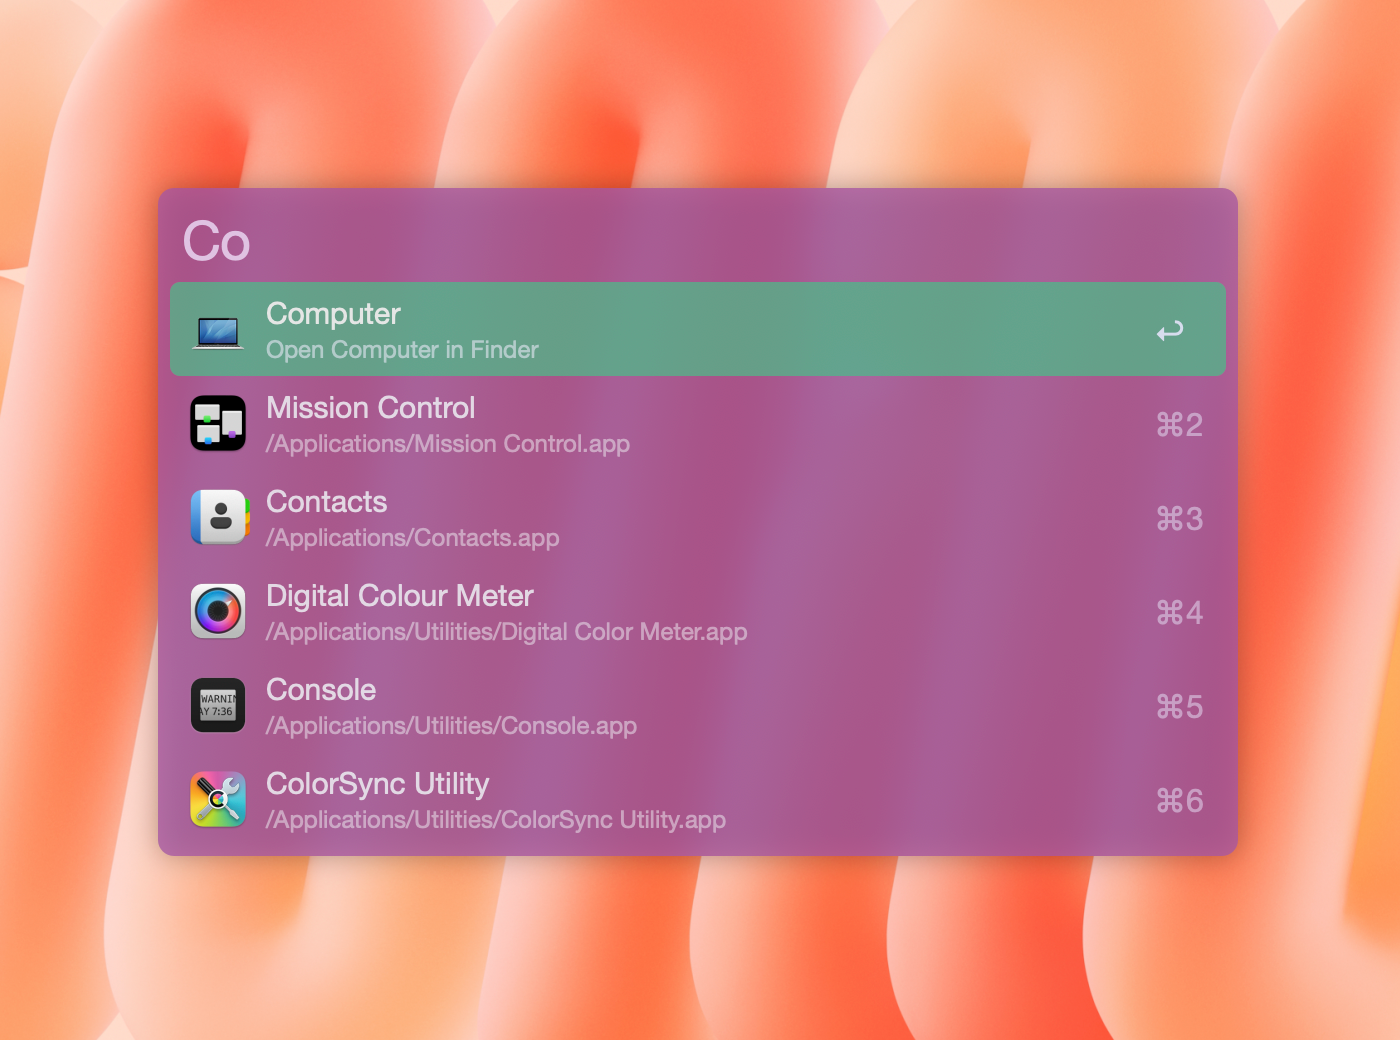 Co
Computer
Open Computer in Finder
↩
Mission Control
/Applications/Mission Control.app
⌘2
Contacts
/Applications/Contacts.app
⌘3
Digital Colour Meter
/Applications/Utilities/Digital Color Meter.app
⌘4
WARNIN
AY 7:36
Console
/Applications/Utilities/Console.app
⌘5
ColorSync Utility
/Applications/Utilities/ColorSync Utility.app
⌘6